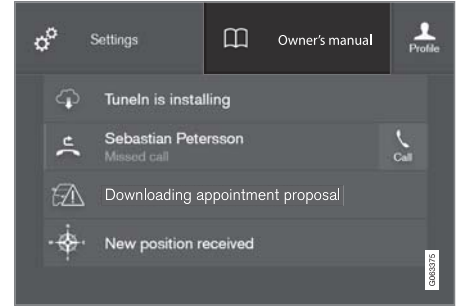 Settings
Owner's manual
Profile
TuneIn is installing
Sebastian Petersson
Missed call
Call
Downloading appointment proposal
New position received
G063375